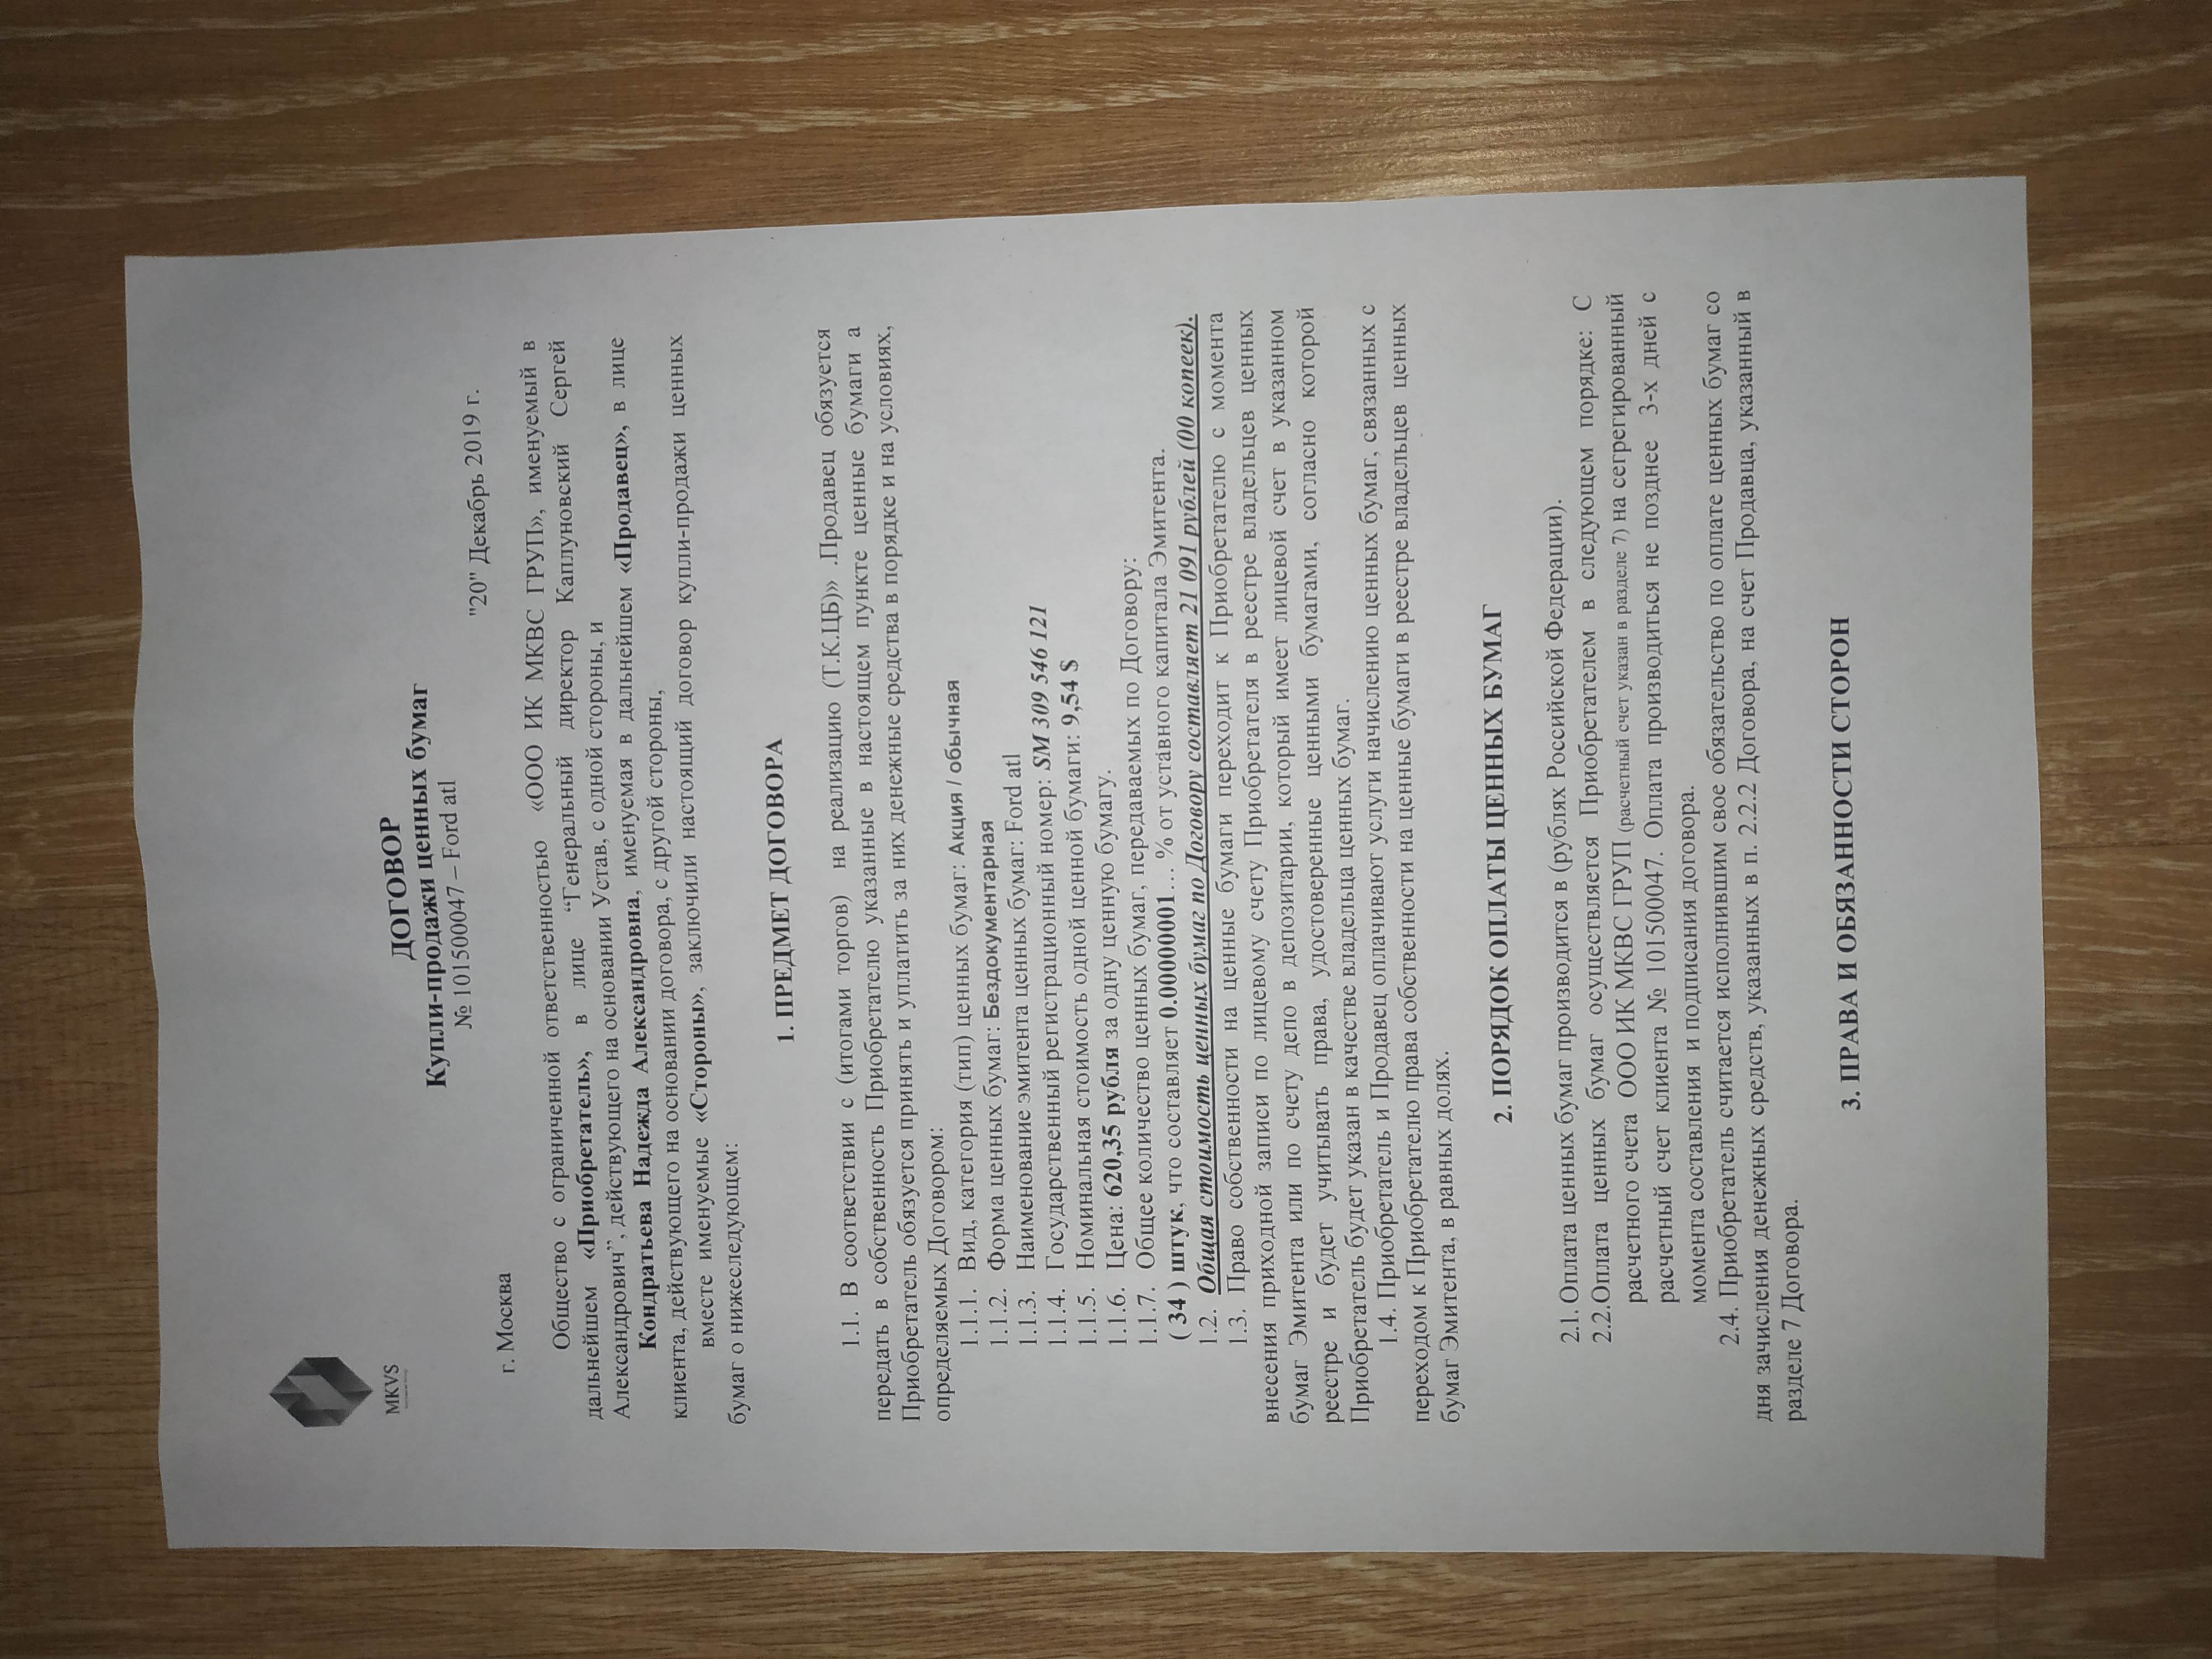 MKVS
ДОГОВОР
Купли-продажи ценных бумаг
№ 101500047 – Ford atl
"20" Декабрь 2019 г.
г. Москва
Общество с ограниченной ответственностью «ООО ИК МКВС ГРУП», именуемый в
дальнейшем «Приобретатель», в лице “Генеральный директор Каплуновский Сергей
Александрович”, действующего на основании Устав, с одной стороны, и
Кондратьева Надежда Александровна, именуемая в дальнейшем «Продавец», в лице
клиента, действующего на основании договора, с другой стороны,
вместе именуемые «Стороны», заключили настоящий договор купли-продажи ценных
бумаг о нижеследующем:
1. ПРЕДМЕТ ДОГОВОРА
1.1. В соответствии с (итогами торгов) на реализацию (Т.К.ЦБ)» .Продавец обязуется
передать в собственность Приобретателю указанные в настоящем пункте ценные бумаги а
Приобретатель обязуется принять и уплатить за них денежные средства в порядке и на условиях,
определяемых Договором:
1.1.1. Вид, категория (тип) ценных бумаг: Акция / обычная
1.1.2. Форма ценных бумаг: Бездокументарная
1.1.3. Наименование эмитента ценных бумаг: Ford atl
1.1.4. Государственный регистрационный номер: SM 309 546 121
1.1.5. Номинальная стоимость одной ценной бумаги: 9,54 $
1.1.6. Цена: 620,35 рубля за одну ценную бумагу.
1.1.7. Общее количество ценных бумаг, передаваемых по Договору:
( 34 ) штук, что составляет 0.00000001… % от уставного капитала Эмитента.
1.2. Общая стоимость ценных бумаг по Договору составляет 21 091 рублей (00 копеек).
1.3. Право собственности на ценные бумаги переходит к Приобретателю с момента
внесения приходной записи по лицевому счету Приобретателя в реестре владельцев ценных
бумаг Эмитента или по счету депо в депозитарии, который имеет лицевой счет в указанном
реестре и будет учитывать права, удостоверенные ценными бумагами, согласно которой
Приобретатель будет указан в качестве владельца ценных бумаг.
1.4. Приобретатель и Продавец оплачивают услуги начислению ценных бумаг, связанных с
переходом к Приобретателю права собственности на ценные бумаги в реестре владельцев ценных
бумаг Эмитента, в равных долях.
2. ПОРЯДОК ОПЛАТЫ ЦЕННЫХ БУМАГ
2.1. Оплата ценных бумаг производится в (рублях Российской Федерации).
2.2.Оплата ценных бумаг осуществляется Приобретателем в следующем порядке: С
расчетного счета ООО ИК МКВС ГРУП (расчетный счет указан в разделе 7) на сегрегированный
расчетный счет клиента № 101500047. Оплата производиться не позднее 3-х дней с
момента составления и подписания договора.
2.4. Приобретатель считается исполнившим свое обязательство по оплате ценных бумаг со
дня зачисления денежных средств, указанных в п. 2.2.2 Договора, на счет Продавца, указанный в
разделе 7 Договора.
3. ПРАВА И ОБЯЗАННОСТИ СТОРОН